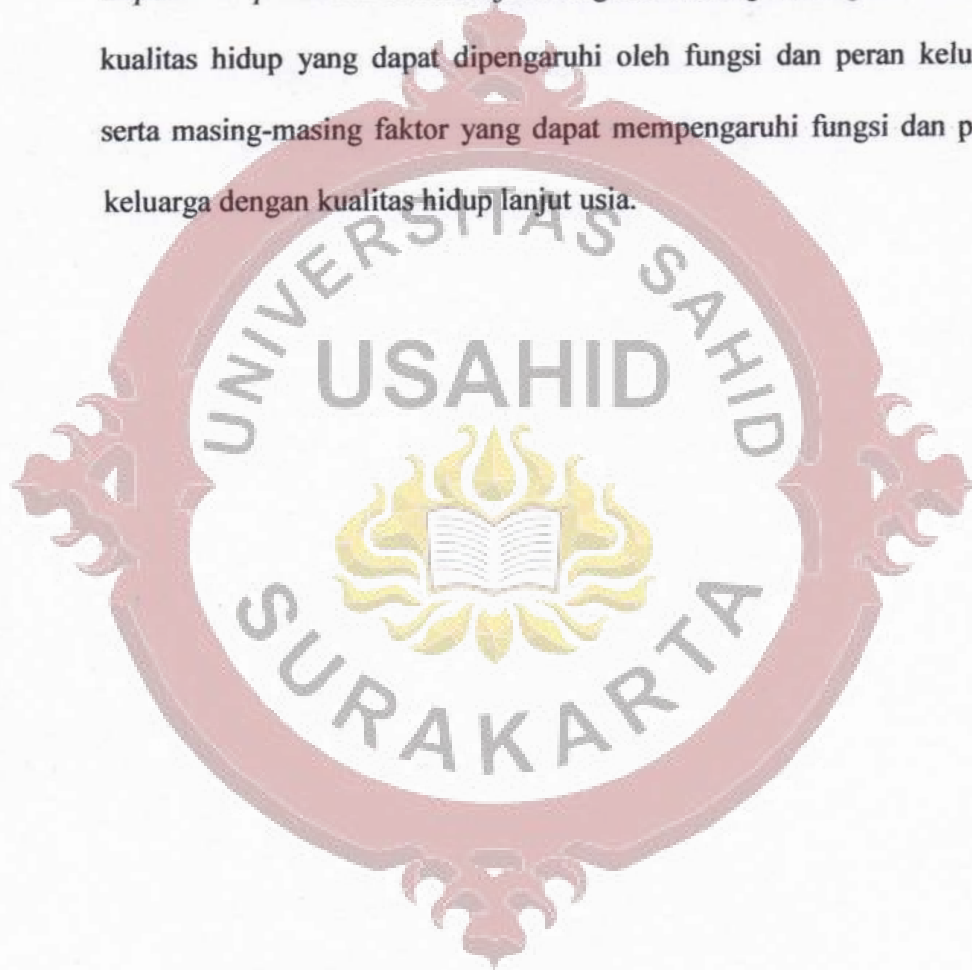 kualitas hidup yang dapat dipengaruhi oleh fungsi dan peran kelu
serta masing-masing faktor yang dapat mempengaruhi fungsi dan p
keluarga dengan kualitas hidup lanjut usia.
UNIVERSITAS SAHID
USAHID
SURAKARTA